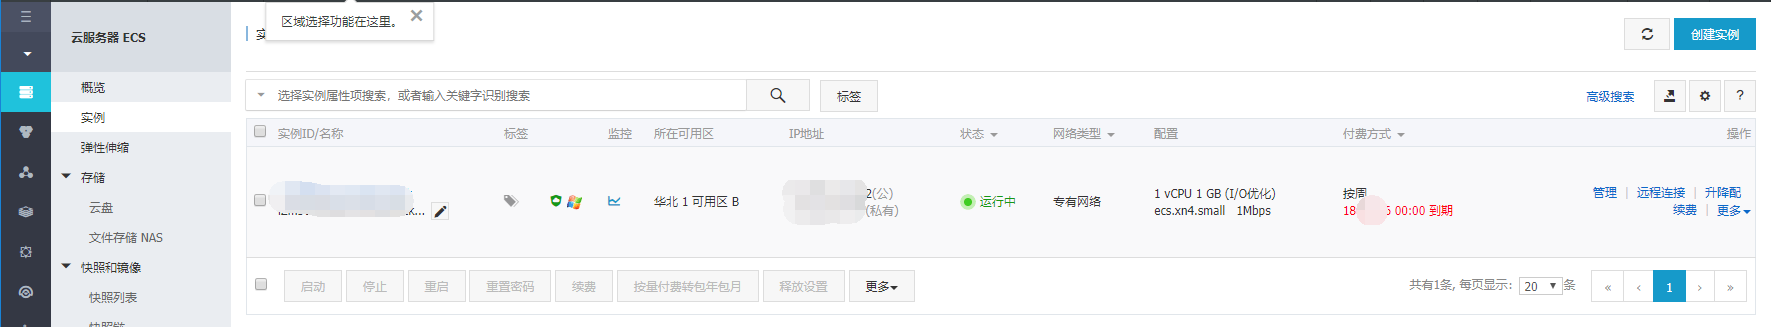 区域选择功能在这里。
云服务器 ECS
创建实例
概览
实例
弹性伸缩
存储
云盘
文件存储 NAS
快照和镜像
快照列表
快照链
选择实例属性项搜索，或者输入关键字识别搜索
标签
高级搜索
?
实例ID/名称 标签 监控 所在可用区 IP地址 状态 网络类型 配置 付费方式 操作
华北 1 可用区 B
2(公)
(私有)
运行中
专有网络
1 vCPU 1 GB (I/O优化)
ecs.xn4.small 1Mbps
按周
18 5 00:00 到期
管理 | 远程连接 | 升降配
续费 | 更多
启动 停止 重启 重置密码 续费 按量付费转包年包月 释放设置 更多
共有1条, 每页显示: 20 条 « ‹ 1 › »